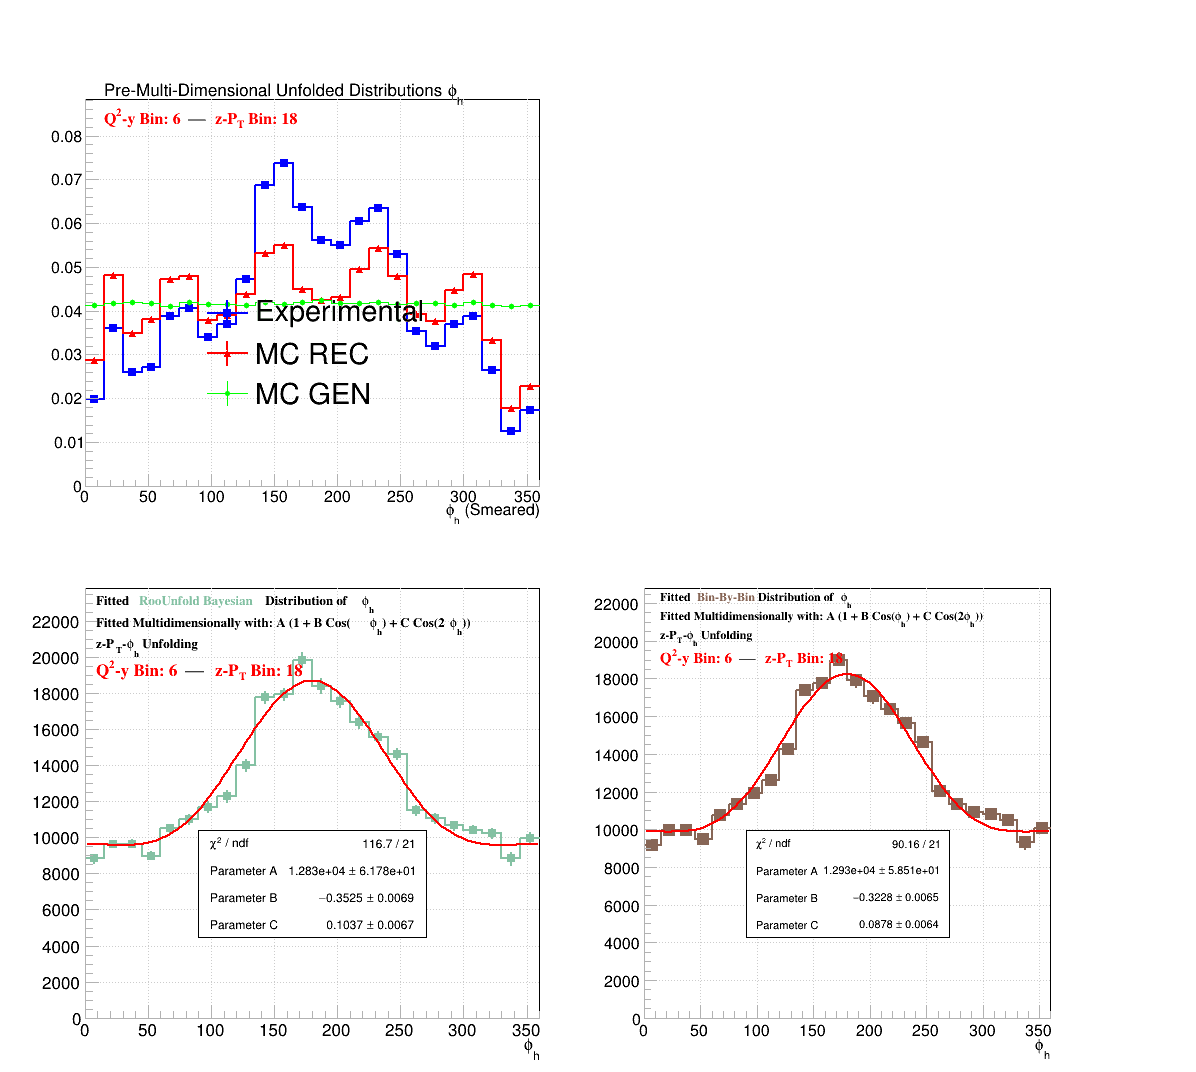 Pre-Multi-Dimensional Unfolded Distributions ϕh
Q2-y Bin: 6 — z-PT Bin: 18
0.08
0.07
0.06
0.05
0.04
0.03
0.02
0.01
0
Experimental
MC REC
MC GEN
0 50 100 150 200 250 300 350
ϕh (Smeared)
Fitted RooUnfold Bayesian Distribution of ϕh
Fitted Multidimensionally with: A (1 + B Cos(ϕh) + C Cos(2 ϕh))
z-PT-ϕh Unfolding
Q2-y Bin: 6 — z-PT Bin: 18
22000
20000
18000
16000
14000
12000
10000
8000
6000
4000
2000
0
χ2 / ndf 116.7 / 21
Parameter A 1.283e+04 ± 6.178e+01
Parameter B −0.3525 ± 0.0069
Parameter C 0.1037 ± 0.0067
0 50 100 150 200 250 300 350
ϕh
Fitted Bin-By-Bin Distribution of ϕh
Fitted Multidimensionally with: A (1 + B Cos(ϕh) + C Cos(2ϕh))
z-PT-ϕh Unfolding
Q2-y Bin: 6 — z-PT Bin: 18
22000
20000
18000
16000
14000
12000
10000
8000
6000
4000
2000
0
χ2 / ndf 90.16 / 21
Parameter A 1.293e+04 ± 5.851e+01
Parameter B −0.3228 ± 0.0065
Parameter C 0.0878 ± 0.0064
0 50 100 150 200 250 300 350
ϕh